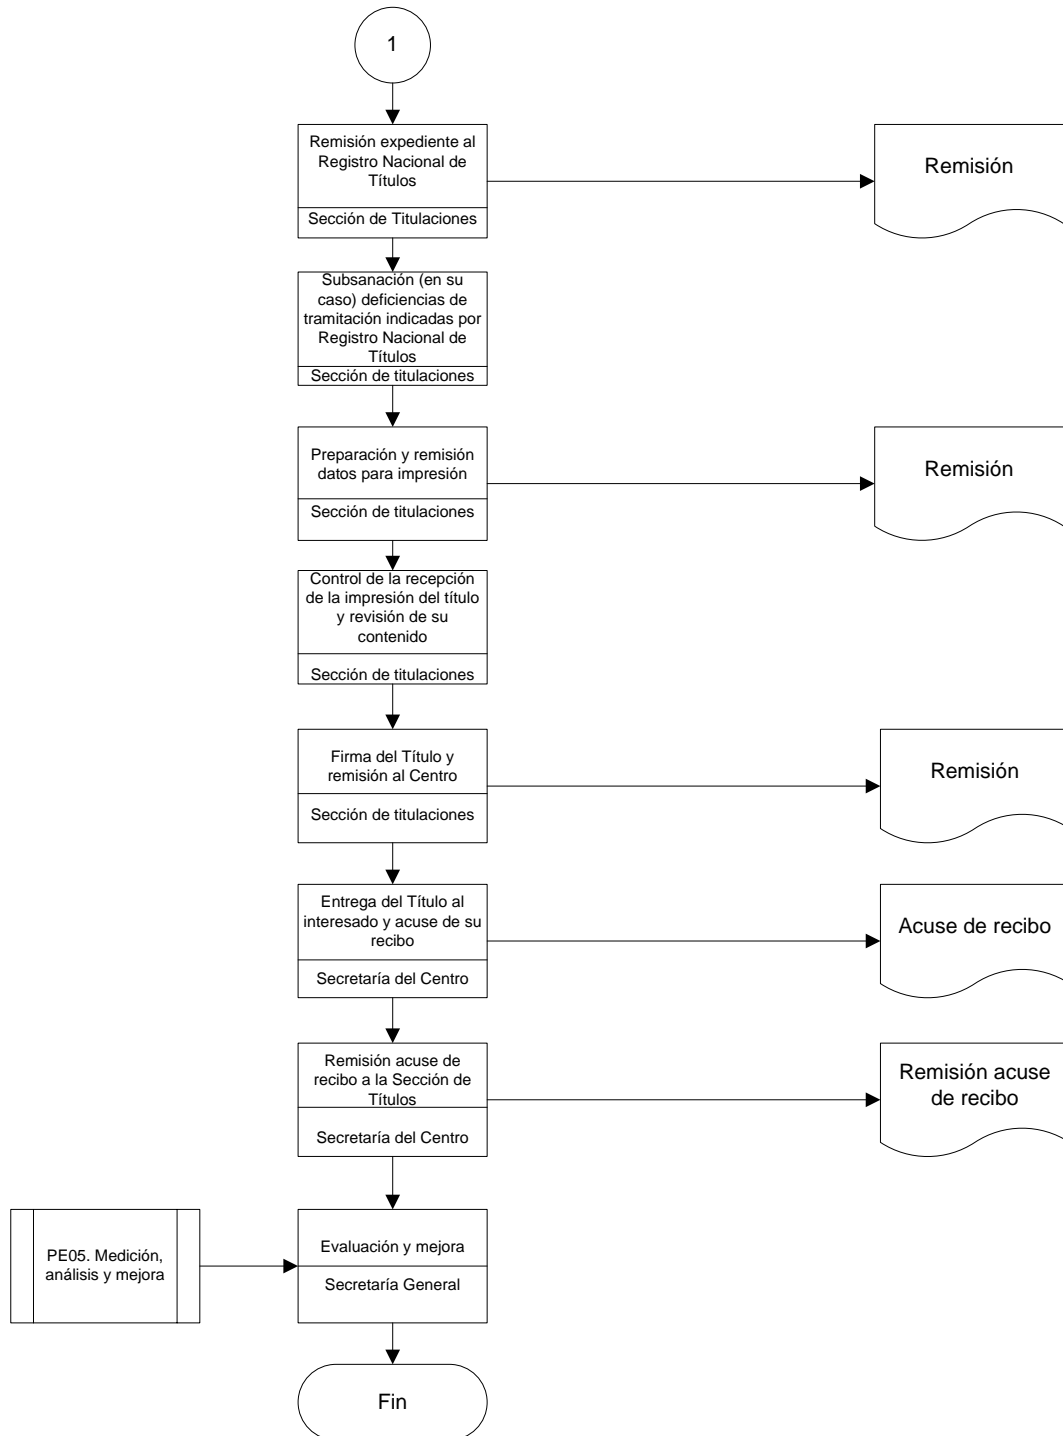 1
Remisión expediente al
Registro Nacional de
Títulos
Sección de Titulaciones
Remisión
Subsanación (en su
caso) deficiencias de
tramitación indicadas por
Registro Nacional de
Títulos
Sección de titulaciones
Preparación y remisión
datos para impresión
Sección de titulaciones
Remisión
Control de la recepción
de la impresión del título
y revisión de su
contenido
Sección de titulaciones
Firma del Título y
remisión al Centro
Sección de titulaciones
Remisión
Entrega del Título al
interesado y acuse de su
recibo
Secretaría del Centro
Acuse de recibo
Remisión acuse de
recibo a la Sección de
Títulos
Secretaría del Centro
Remisión acuse
de recibo
PE05. Medición,
análisis y mejora
Evaluación y mejora
Secretaría General
Fin